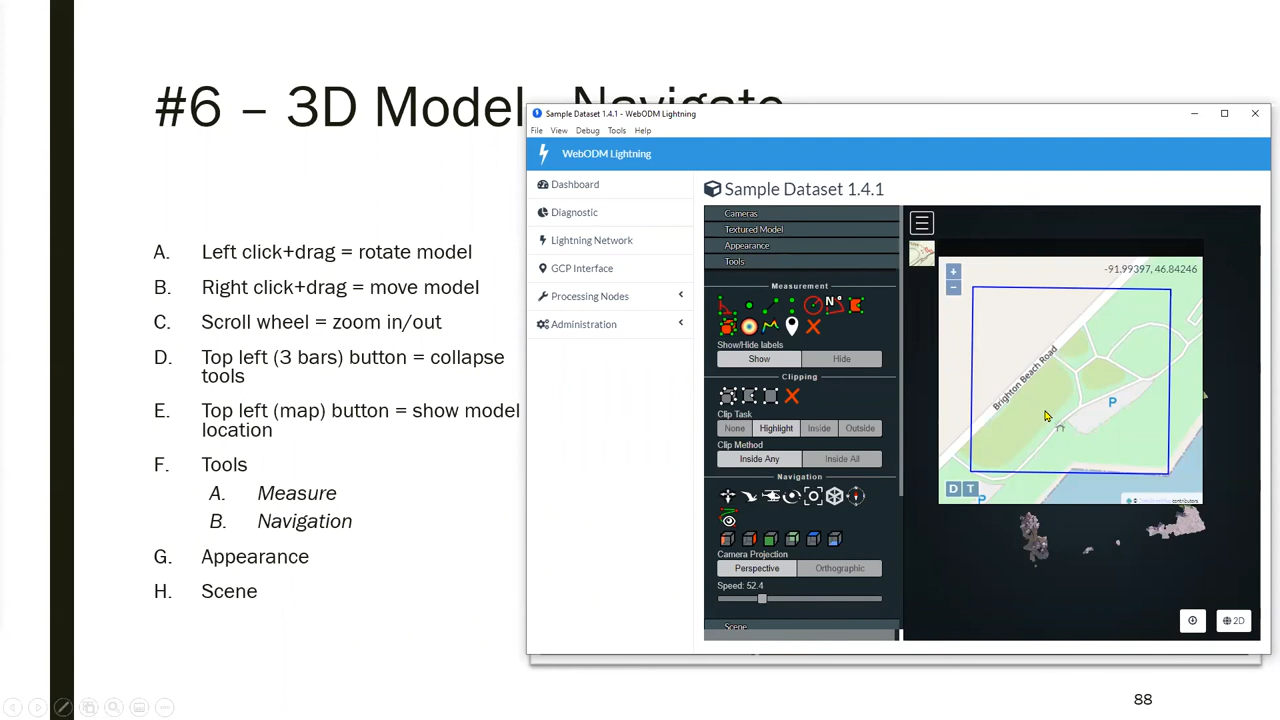 #6 – 3D Model - Navigate
A. Left click+drag = rotate model
B. Right click+drag = move model
C. Scroll wheel = zoom in/out
D. Top left (3 bars) button = collapse
tools
E. Top left (map) button = show model
location
F. Tools
A. Measure
B. Navigation
G. Appearance
H. Scene
Sample Dataset 1.4.1 - WebODM Lightning
File View Debug Tools Help
WebODM Lightning
Dashboard
Diagnostic
Lightning Network
GCP Interface
Processing Nodes
Administration
Sample Dataset 1.4.1
Cameras
Textured Model
Appearance
Tools
Measurement
N°
Show/Hide labels
Show Hide
Clipping
Clip Task
None Highlight Inside Outside
Clip Method
Inside Any Inside All
Navigation
Camera Projection
Perspective Orthographic
Speed: 52.4
Scene
+
−
-91,99397, 46.84246
Brighton Beach Road
P
D T
P
© OpenStreetMap contributors
2D
88